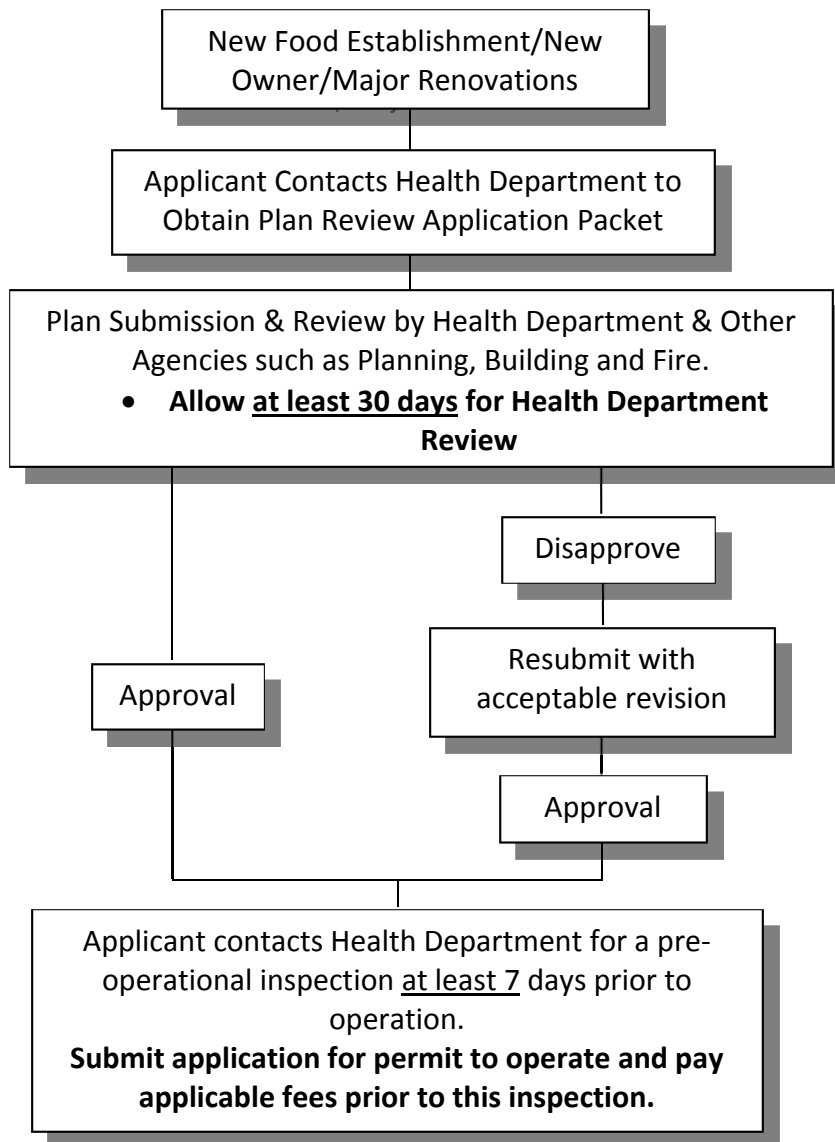 New Food Establishment/New
Owner/Major Renovations
Applicant Contacts Health Department to
Obtain Plan Review Application Packet
Plan Submission & Review by Health Department & Other
Agencies such as Planning, Building and Fire.
• Allow at least 30 days for Health Department
Review
Disapprove
Resubmit with
acceptable revision
Approval
Approval
Applicant contacts Health Department for a pre-
operational inspection at least 7 days prior to
operation.
Submit application for permit to operate and pay
applicable fees prior to this inspection.